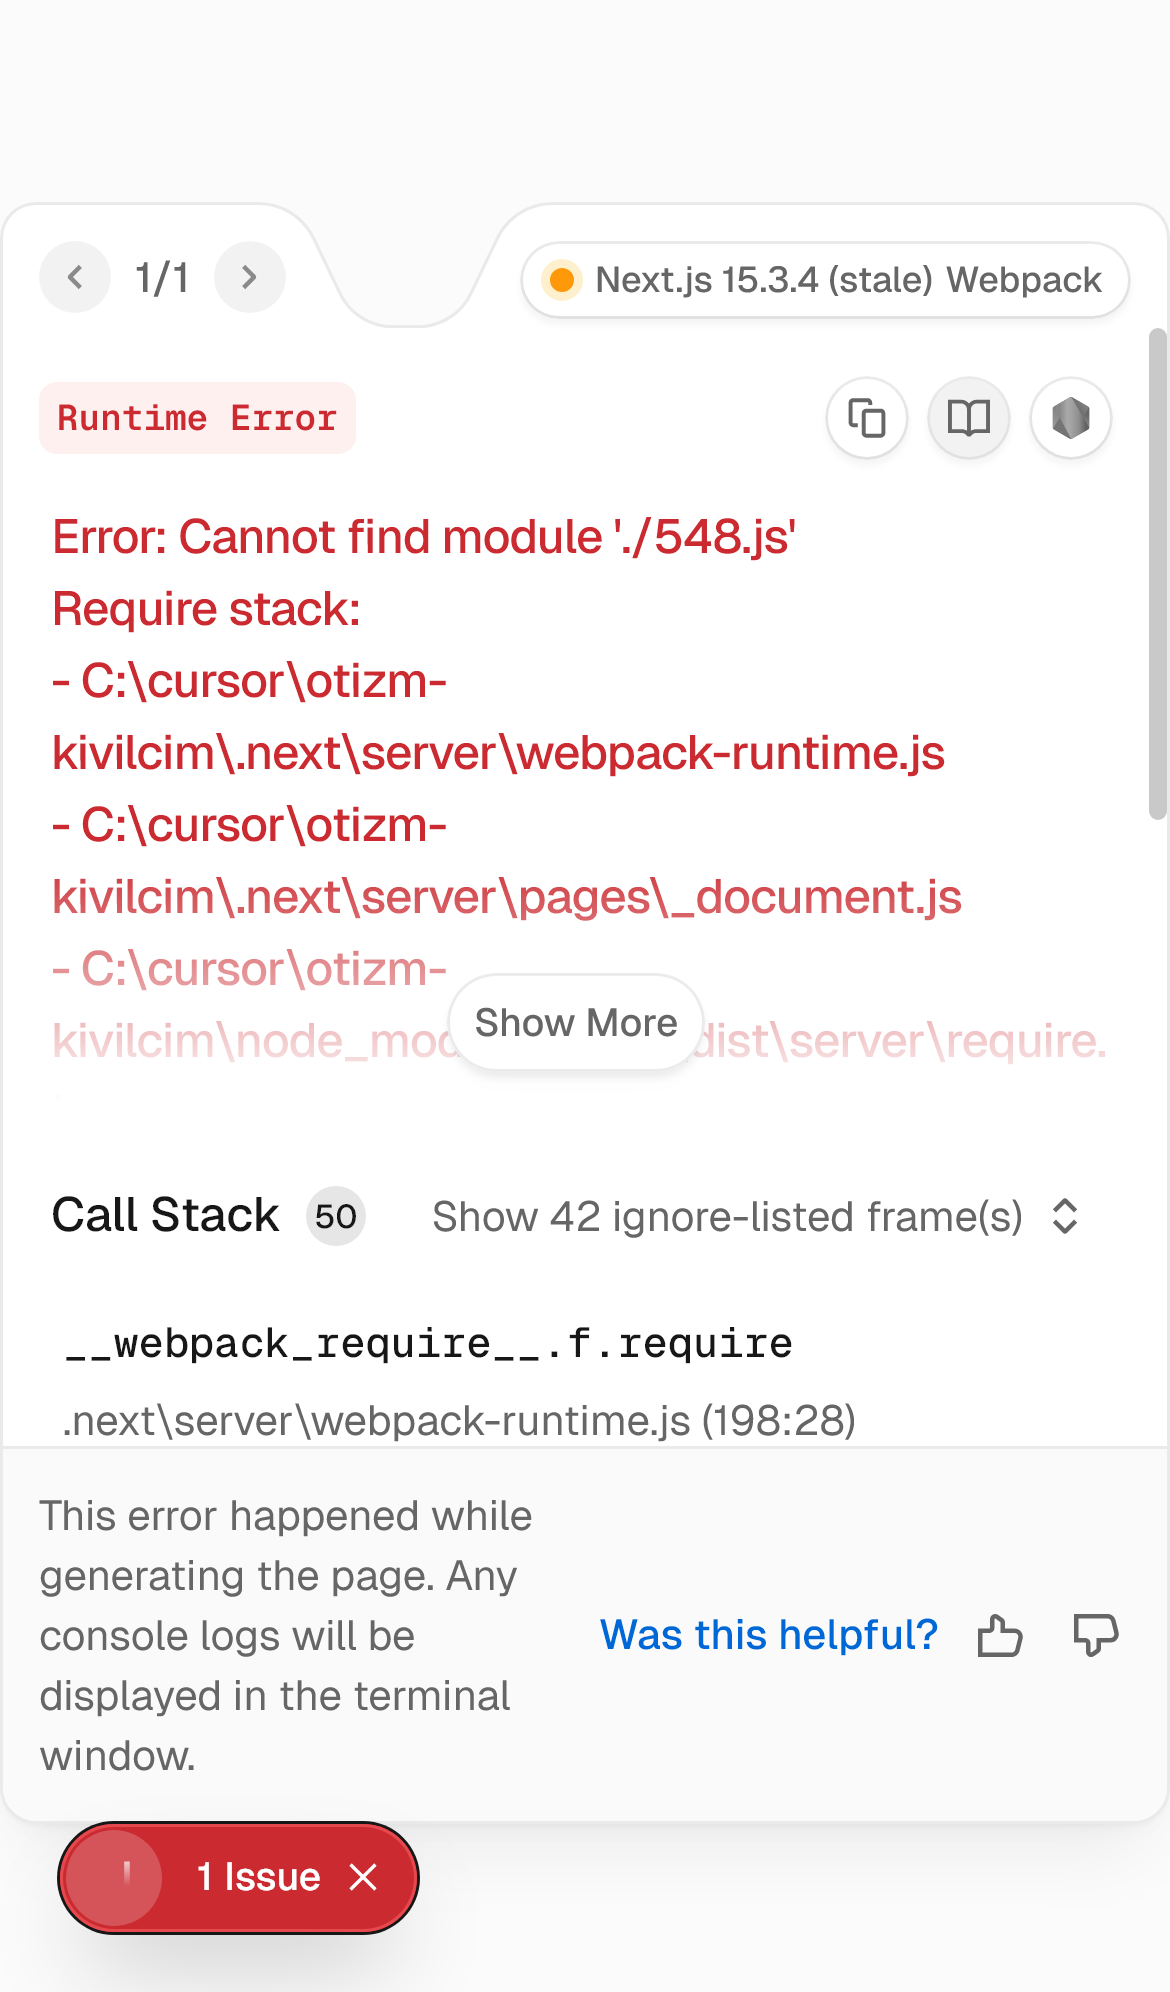 1/1
Next.js 15.3.4 (stale) Webpack
Runtime Error
Error: Cannot find module './548.js'
Require stack:
- C:\cursor\otizm-
kivilcim\.next\server\webpack-runtime.js
- C:\cursor\otizm-
kivilcim\.next\server\pages\_document.js
- C:\cursor\otizm-
kivilcim\node_mod dist\server\require.
Show More
Call Stack 50 Show 42 ignore-listed frame(s)
__webpack_require__.f.require
.next\server\webpack-runtime.js (198:28)
This error happened while
generating the page. Any
console logs will be
displayed in the terminal
window.
Was this helpful?
1 Issue